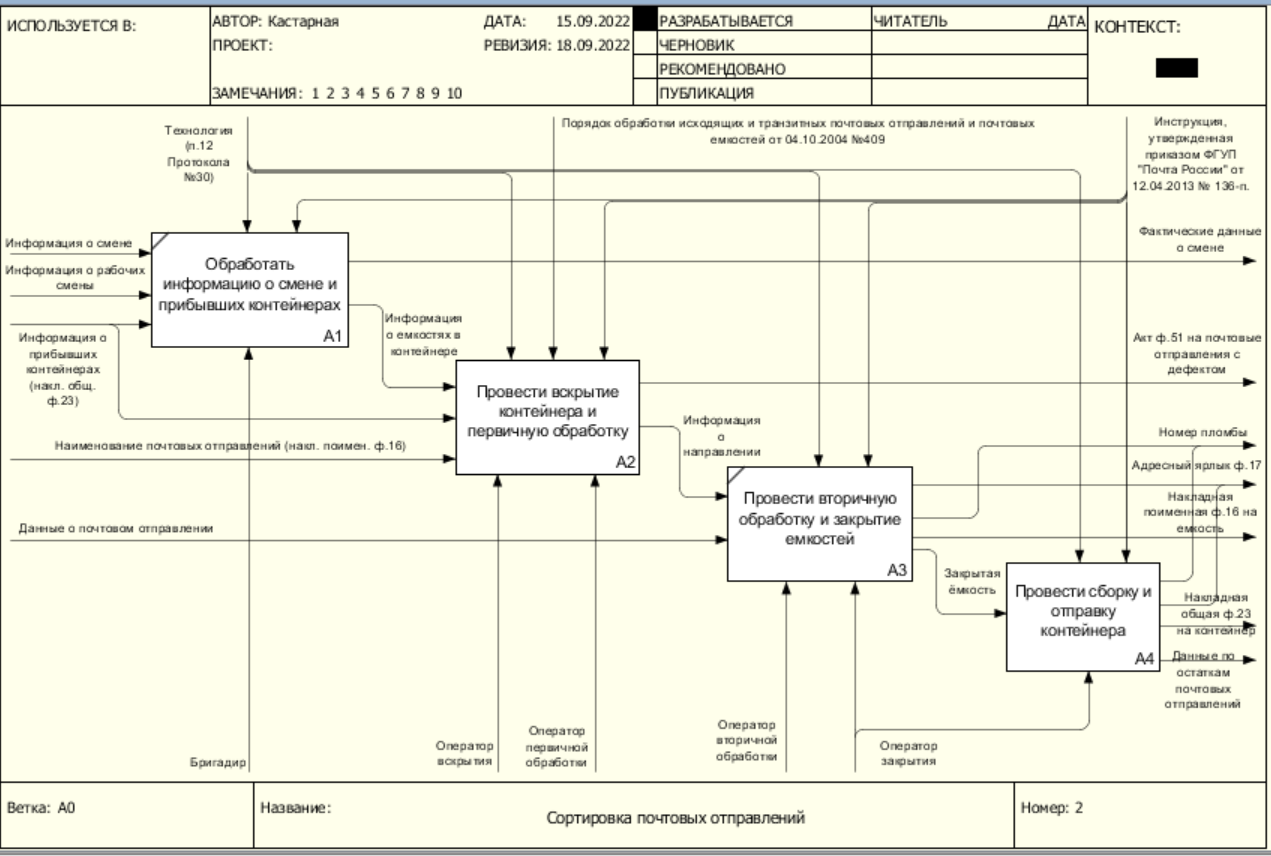 ИСПОЛЬЗУЕТСЯ В:
АВТОР: Кастарная
ДАТА: 15.09.2022
ПРОЕКТ:
РЕВИЗИЯ: 18.09.2022
ЗАМЕЧАНИЯ: 1 2 3 4 5 6 7 8 9 10
РАЗРАБАТЫВАЕТСЯ
ЧЕРНОВИК
РЕКОМЕНДОВАНО
ПУБЛИКАЦИЯ
ЧИТАТЕЛЬ
ДАТА
КОНТЕКСТ:
Технология
(п.12
Протокола
№30)
Порядок обработки исходящих и транзитных почтовых отправлений и почтовых
емкостей от 04.10.2004 №409
Инструкция,
утвержденная
приказом ФГУП
"Почта России" от
12.04.2013 № 136-п.
Информация о смене
Информация о рабочих
смены
Информация о
прибывших
контейнерах
(накл. общ.
ф.23)
Обработать
информацию о смене и
прибывших контейнерах
A1
Фактические данные
о смене
Информация
о емкостях в
контейнере
Акт ф.51 на почтовые
отправления с
дефектом
Провести вскрытие
контейнера и
первичную обработку
A2
Наименование почтовых отправлений (накл. поимен. ф.16)
Информация
о
направлении
Номер пломбы
Адресный ярлык ф.17
Накладная
поименная ф.16 на
емкость
Провести вторичную
обработку и закрытие
емкостей
A3
Данные о почтовом отправлении
Закрытая
ёмкость
Провести сборку и
отправку
контейнера
A4
Накладная
общая ф.23
на контейнер
Данные по
остаткам
почтовых
отправлений
Бригадир
Оператор
вскрытия
Оператор
первичной
обработки
Оператор
вторичной
обработки
Оператор
закрытия
Ветка: A0
Название:
Сортировка почтовых отправлений
Номер: 2